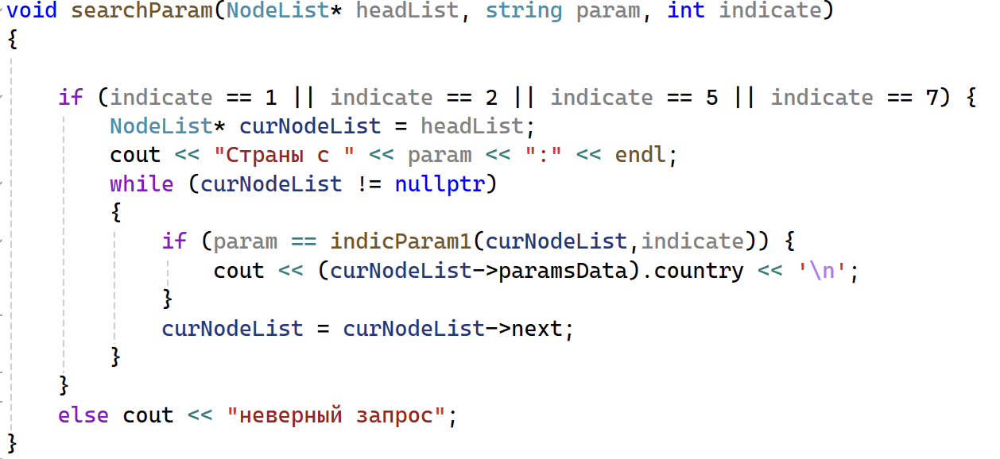 void searchParam(NodeList* headList, string param, int indicate)
{
if (indicate == 1 || indicate == 2 || indicate == 5 || indicate == 7) {
NodeList* curNodeList = headList;
cout << "Страны с " << param << ":" << endl;
while (curNodeList != nullptr)
{
if (param == indicParam1(curNodeList,indicate)) {
cout << (curNodeList->paramsData).country << '\n';
}
curNodeList = curNodeList->next;
}
}
else cout << "неверный запрос";
}